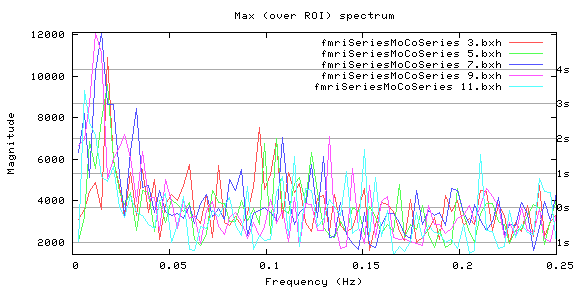 Max (over ROI) spectrum
12000
10000
8000
6000
4000
2000
Magnitude
fmriSeriesMoCoSeries 3.bxh
fmriSeriesMoCoSeries 5.bxh
fmriSeriesMoCoSeries 7.bxh
fmriSeriesMoCoSeries 9.bxh
fmriSeriesMoCoSeries 11.bxh
4s
3s
2s
1s
0s
1s
0 0.05 0.1 0.15 0.2 0.25
Frequency (Hz)